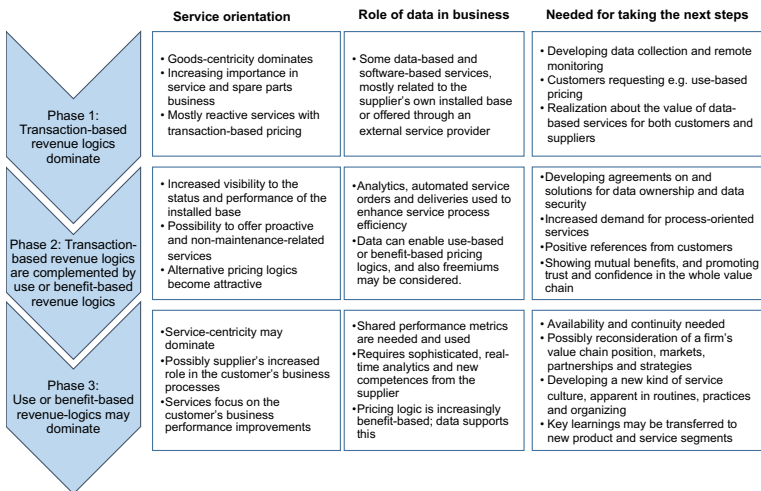 Service orientation
Role of data in business
Needed for taking the next steps
Phase 1:
Transaction-based
revenue logics
dominate
• Goods-centricity dominates
• Increasing importance in
service and spare parts
business
• Mostly reactive services with
transaction-based pricing
• Some data-based and
software-based services,
mostly related to the
supplier's own installed base
or offered through an
external service provider
• Developing data collection and remote
monitoring
• Customers requesting e.g. use-based
pricing
• Realization about the value of data-
based services for both customers and
suppliers
Phase 2: Transaction-
based revenue logics
are complemented by
use or benefit-based
revenue logics
• Increased visibility to the
status and performance of the
installed base
• Possibility to offer proactive
and non-maintenance-related
services
• Alternative pricing logics
become attractive
•Analytics, automated service
orders and deliveries used to
enhance service process
efficiency
•Data can enable use-based
or benefit-based pricing
logics, and also freemiums
may be considered.
•Developing agreements on and
solutions for data ownership and data
security
•Increased demand for process-oriented
services
•Positive references from customers
•Showing mutual benefits, and promoting
trust and confidence in the whole value
chain
Phase 3:
Use or benefit-based
revenue-logics may
dominate
•Service-centricity may
dominate
•Possibly supplier's increased
role in the customer's business
processes
•Services focus on the
customer's business
performance improvements
•Shared performance metrics
are needed and used
•Requires sophisticated, real-
time analytics and new
competences from the
supplier
•Pricing logic is increasingly
benefit-based; data supports
this
• Availability and continuity needed
• Possibly reconsideration of a firm's
value chain position, markets,
partnerships and strategies
• Developing a new kind of service
culture, apparent in routines, practices
and organizing
• Key learnings may be transferred to
new product and service segments